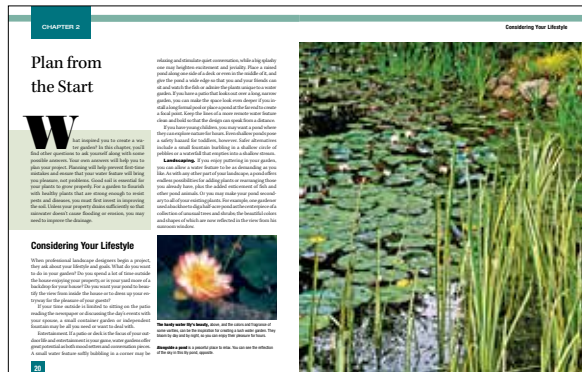 CHAPTER 2
Considering Your Lifestyle
Plan from
the Start
What inspired you to create a wa-
ter garden? In this chapter, you'll
find other questions to ask yourself along with some
possible answers. Your own answers will help you to
plan your project. Planning will help prevent first-time
mistakes and ensure that your water feature will bring
you pleasure, not problems. Good soil is essential for
your plants to grow properly. For a garden to flourish
with healthy plants that are strong enough to resist
pests and diseases, you must first invest in improving
the soil. Unless your property drains sufficiently so that
rainwater doesn't cause flooding or erosion, you may
need to improve the drainage.
Considering Your Lifestyle
When professional landscape designers begin a project,
they ask about your lifestyle and goals. What do you want
to do in your garden? Do you spend a lot of time outside
the house enjoying your property, or is your yard more of a
backdrop for your house? Do you want your pond to beau-
tify the view from inside the house or to dress up your en-
tryway for the pleasure of your guests?
If your time outside is limited to sitting on the patio
reading the newspaper or discussing the day's events with
your spouse, a small container garden or independent
fountain may be all you need or want to deal with.
Entertainment. If a patio or deck is the focus of your out-
door life and entertainment is your game, water gardens offer
great potential as both mood setters and conversation pieces.
A small water feature softly bubbling in a corner may be
20
relaxing and stimulate quiet conversation, while a big splashy
one may heighten excitement and joviality. Place a raised
pond along one side of a deck or even in the middle of it, and
give the pond a wide edge so that you and your friends can
sit and watch the fish or admire the plants unique to a water
garden. If you have a patio that looks out over a long, narrow
garden, you can make the space look even deeper if you in-
stall a long formal pool or place a pond at the far end to create
a focal point. Keep the lines of a more remote water feature
clean and bold so that the design can speak from a distance.
If you have young children, you may want a pond where
they can explore nature for hours. Even shallow ponds pose
a safety hazard for toddlers, however. Safer alternatives
include a small fountain building in a shallow circle of
pebbles or a waterfall that empties into a shallow stream.
Landscaping. If you enjoy puttering in your garden,
you can allow a water feature to be as demanding as you
like. As with any other part of your landscape, a pond offers
endless possibilities for adding plants or rearranging those
you already have, plus the added enticement of fish and
other pond animals. Or you may make your pond second-
ary to all of your existing plants. For example, one gardener
used a backhoe to dig a half-acre pond as the centerpiece of a
collection of unusual trees and shrubs; the beautiful colors
and shapes of which are now reflected in the view from his
narrowest window.
The hardy water lily's beauty, above, and the colors and fragrance of
some varieties, can be the inspiration for creating a lush water garden. They
bloom by day and by night, so you can enjoy their pleasure for hours.
Alongside a pond is a peaceful place to relax. You can see the reflection
of the sky in this lily pond, opposite.